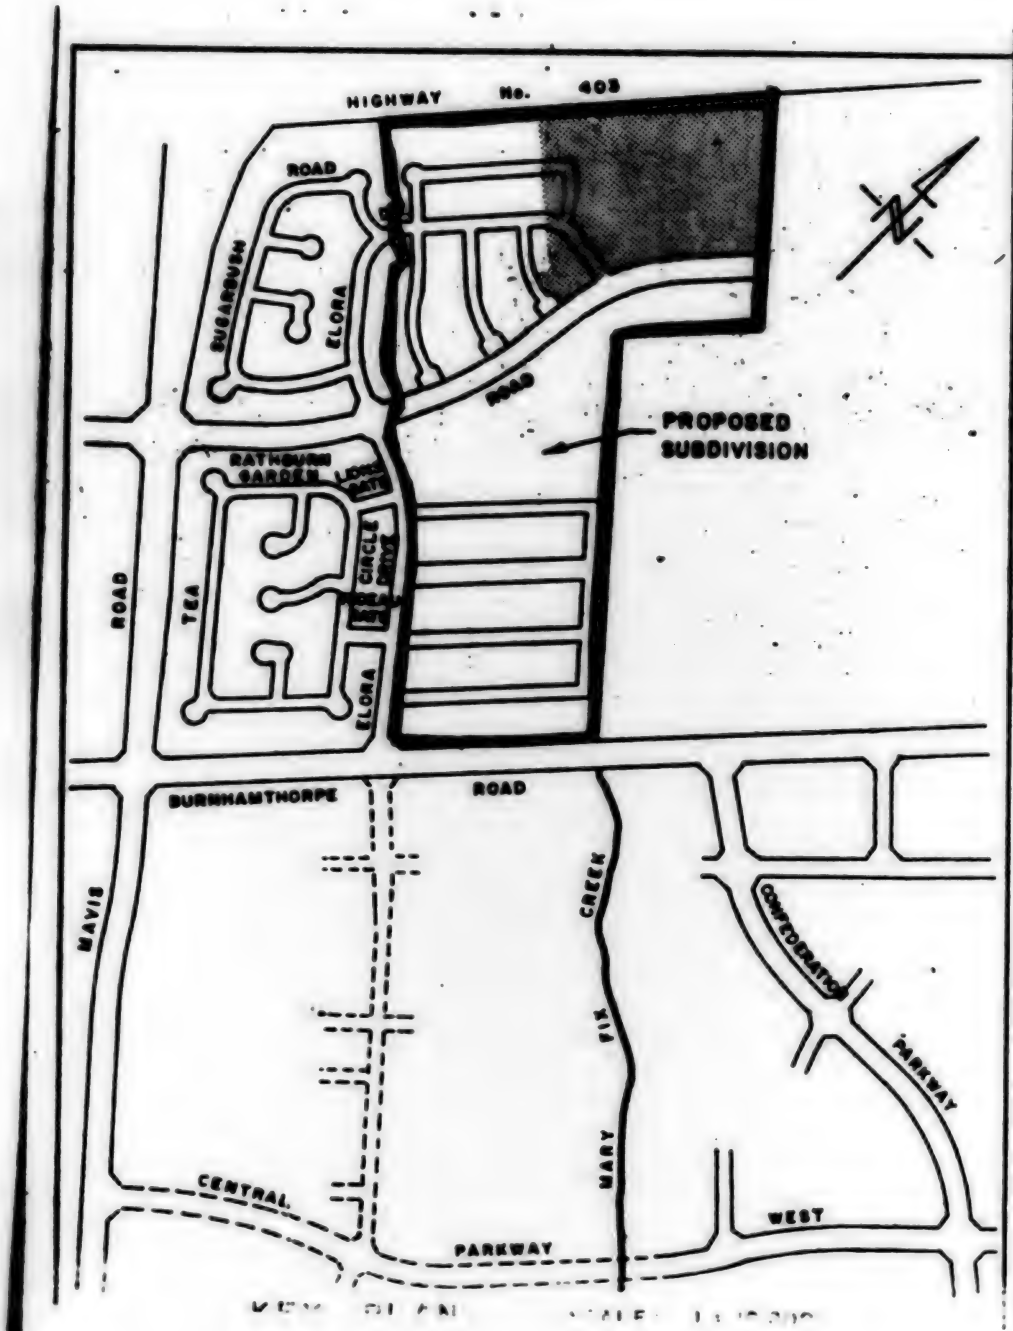 HIGHWAY No. 403
ROAD
SUGARBUSH
ELORA
ROAD
PROPOSED
SUBDIVISION
RATHBURN
GARDEN
CIRCLE
DRIVE
ROAD
TEA
ELORA
BURNHAMTHORPE ROAD
MAVIS
CREEK
FIX
MARY
CONFEDERATION
PARKWAY
CENTRAL
PARKWAY
WEST
N